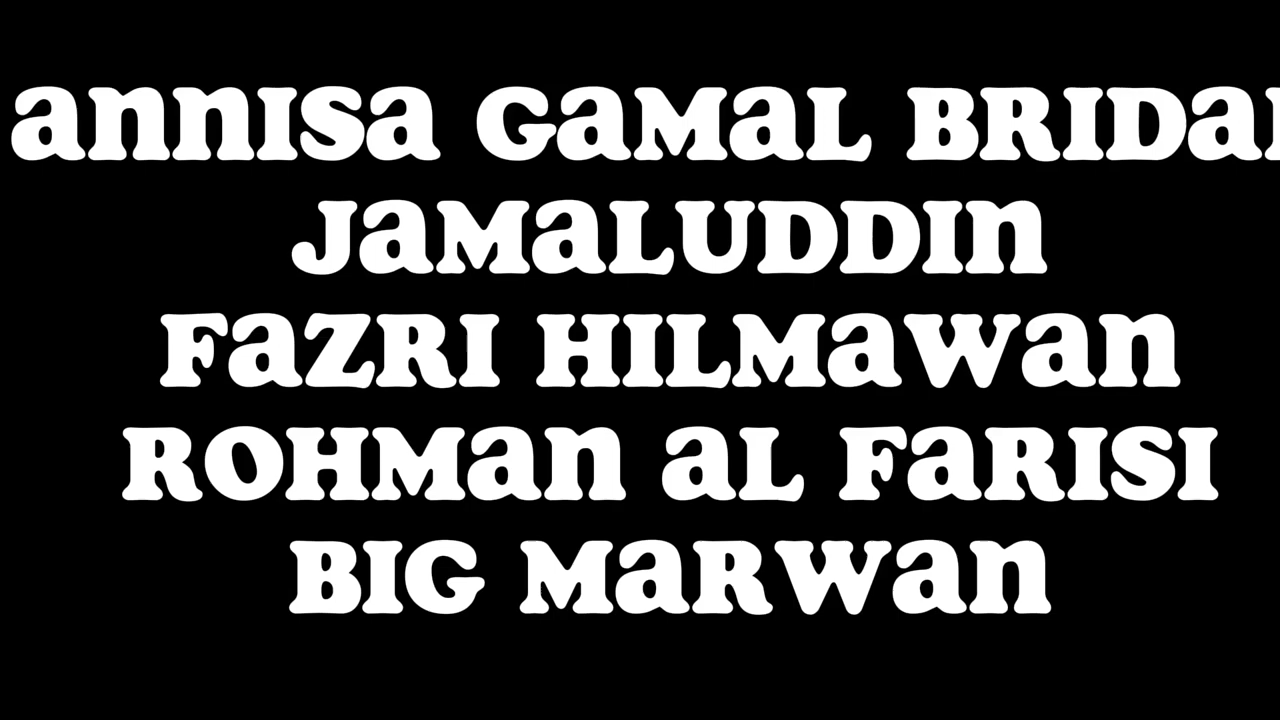 annisa Gamal Bridal
Jamaluddin
Fazri Hilmawan
Rohman al Farisi
Big Marwan